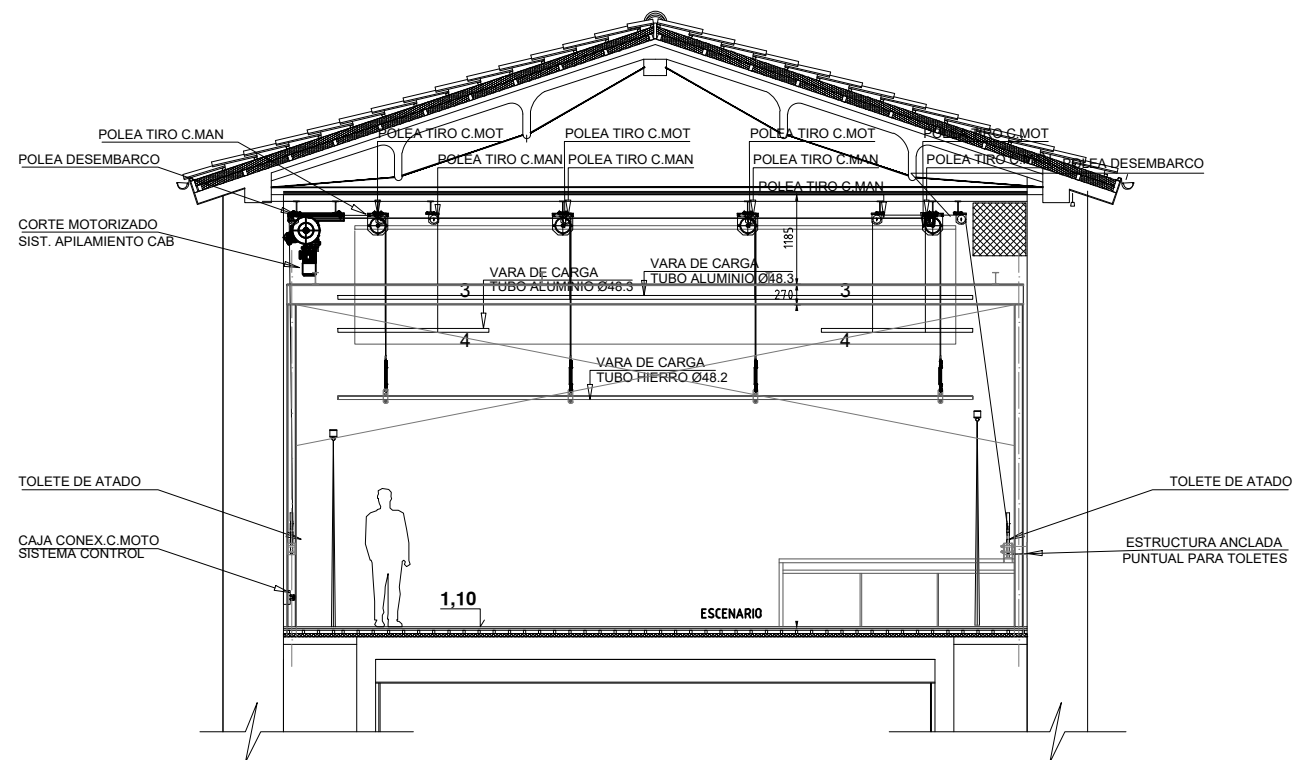 POLEA TIRO C.MAN
POLEA TIRO C.MOT
POLEA TIRO C.MOT
POLEA TIRO C.MOT
POLEA TIRO C.MOT
POLEA DESEMBARCO
POLEA TIRO C.MAN
POLEA TIRO C.MAN
POLEA TIRO C.MAN
POLEA TIRO
POLEA DESEMBARCO
POLEA TIRO C.MAN
CORTE MOTORIZADO
SIST. APILAMIENTO CAB
1185
VARA DE CARGA
TUBO ALUMINIO Ø48.3
VARA DE CARGA
TUBO ALUMINIO Ø48.3
3
3
270
4
4
VARA DE CARGA
TUBO HIERRO Ø48.2
TOLETE DE ATADO
TOLETE DE ATADO
CAJA CONEX.C.MOTO
SISTEMA CONTROL
ESTRUCTURA ANCLADA
PUNTUAL PARA TOLETES
1,10
ESCENARIO